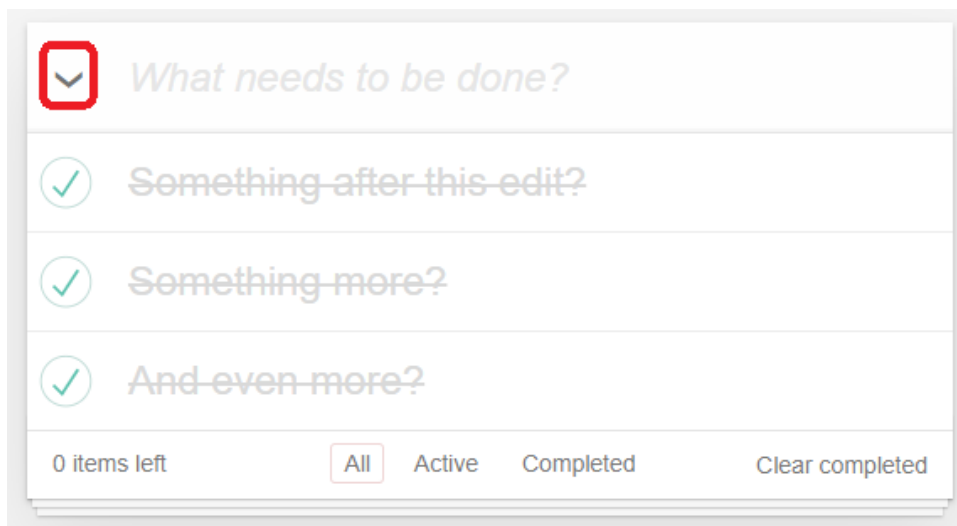 What needs to be done?
Something after this edit?
Something more?
And even more?
0 items left All Active Completed Clear completed